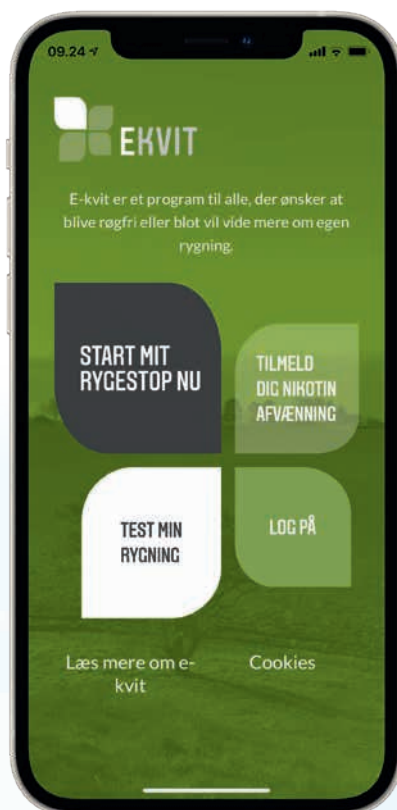 09.24
EKVIT
E-kvit er et program til alle, der ønsker at
blive røgfri eller blot vil vide mere om egen
rygning.
START MIT
RYGESTOP NU
TILMELD
DIG NIKOTIN
AFVÆNNING
TEST MIN
RYGNING
LOG PÅ
Læs mere om e-
kvit
Cookies